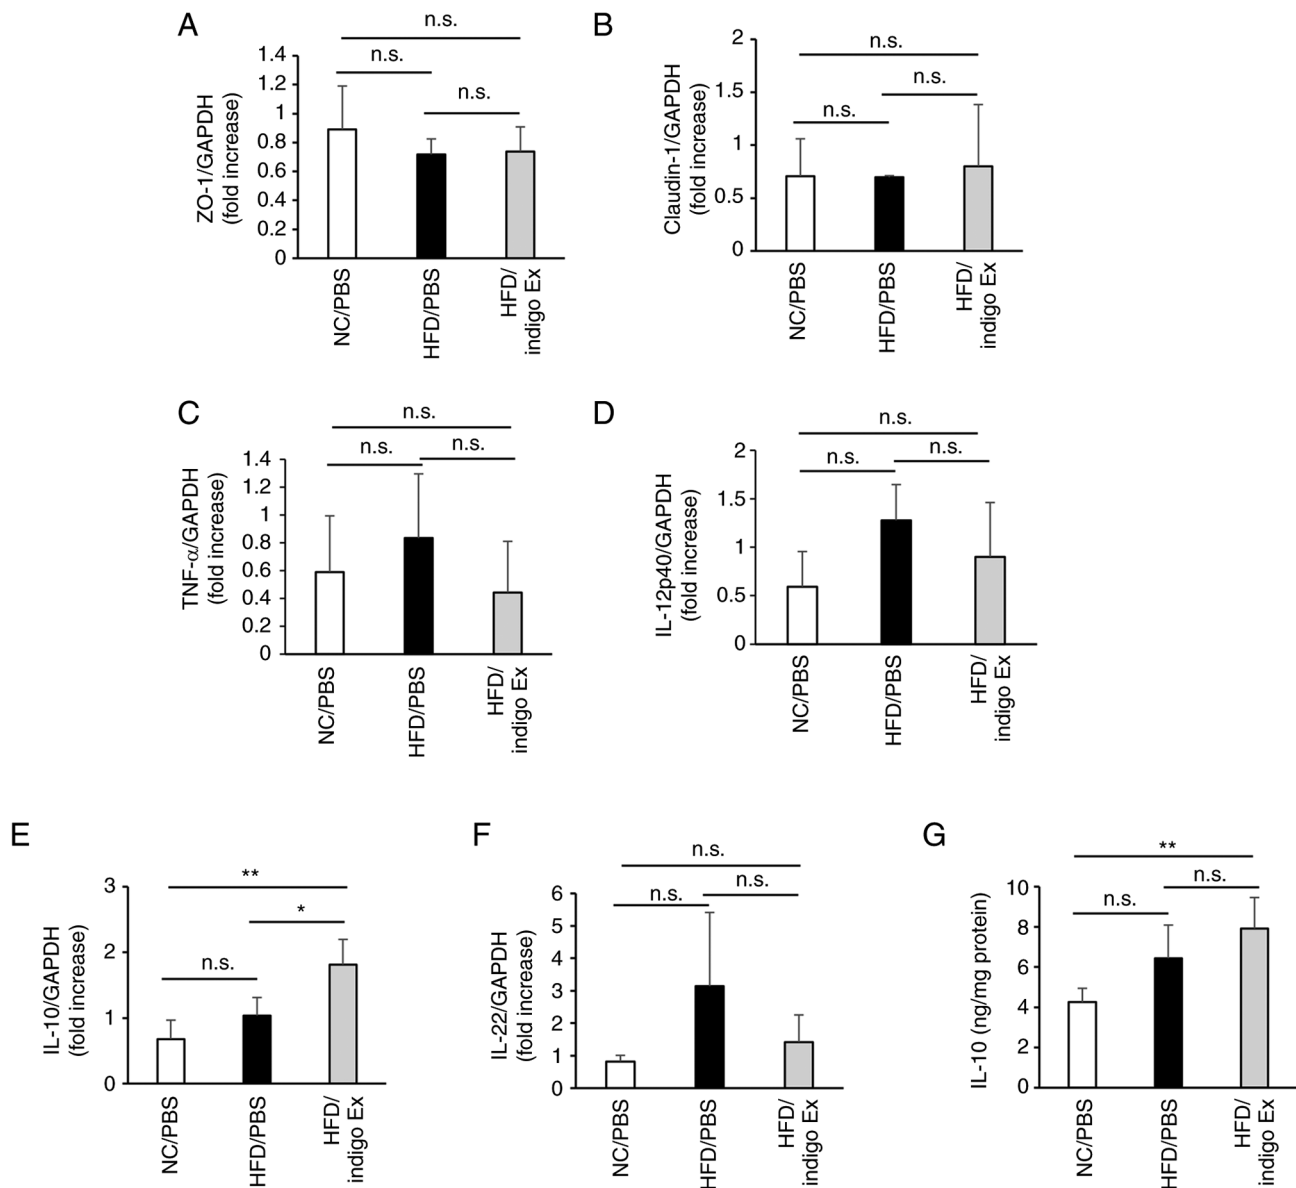 A
n.s.
n.s.
n.s.
ZO-1/GAPDH
(fold increase)
1.4
1.2
1
0.8
0.6
0.4
0.2
0
NC/PBS
HFD/PBS
HFD/
indigo Ex
B
n.s.
n.s.
n.s.
Claudin-1/GAPDH
(fold increase)
2
1.5
1
0.5
0
NC/PBS
HFD/PBS
HFD/
indigo Ex
C
n.s.
n.s.
n.s.
TNF-α/GAPDH
(fold increase)
1.4
1.2
1
0.8
0.6
0.4
0.2
0
NC/PBS
HFD/PBS
HFD/
indigo Ex
D
n.s.
n.s.
n.s.
IL-12p40/GAPDH
(fold increase)
2
1.5
1
0.5
0
NC/PBS
HFD/PBS
HFD/
indigo Ex
E
**
*
n.s.
IL-10/GAPDH
(fold increase)
3
2
1
0
NC/PBS
HFD/PBS
HFD/
indigo Ex
F
n.s.
n.s.
n.s.
IL-22/GAPDH
(fold increase)
6
5
4
3
2
1
0
NC/PBS
HFD/PBS
HFD/
indigo Ex
G
**
n.s.
n.s.
IL-10 (ng/mg protein)
10
8
6
4
2
0
NC/PBS
HFD/PBS
HFD/
indigo Ex